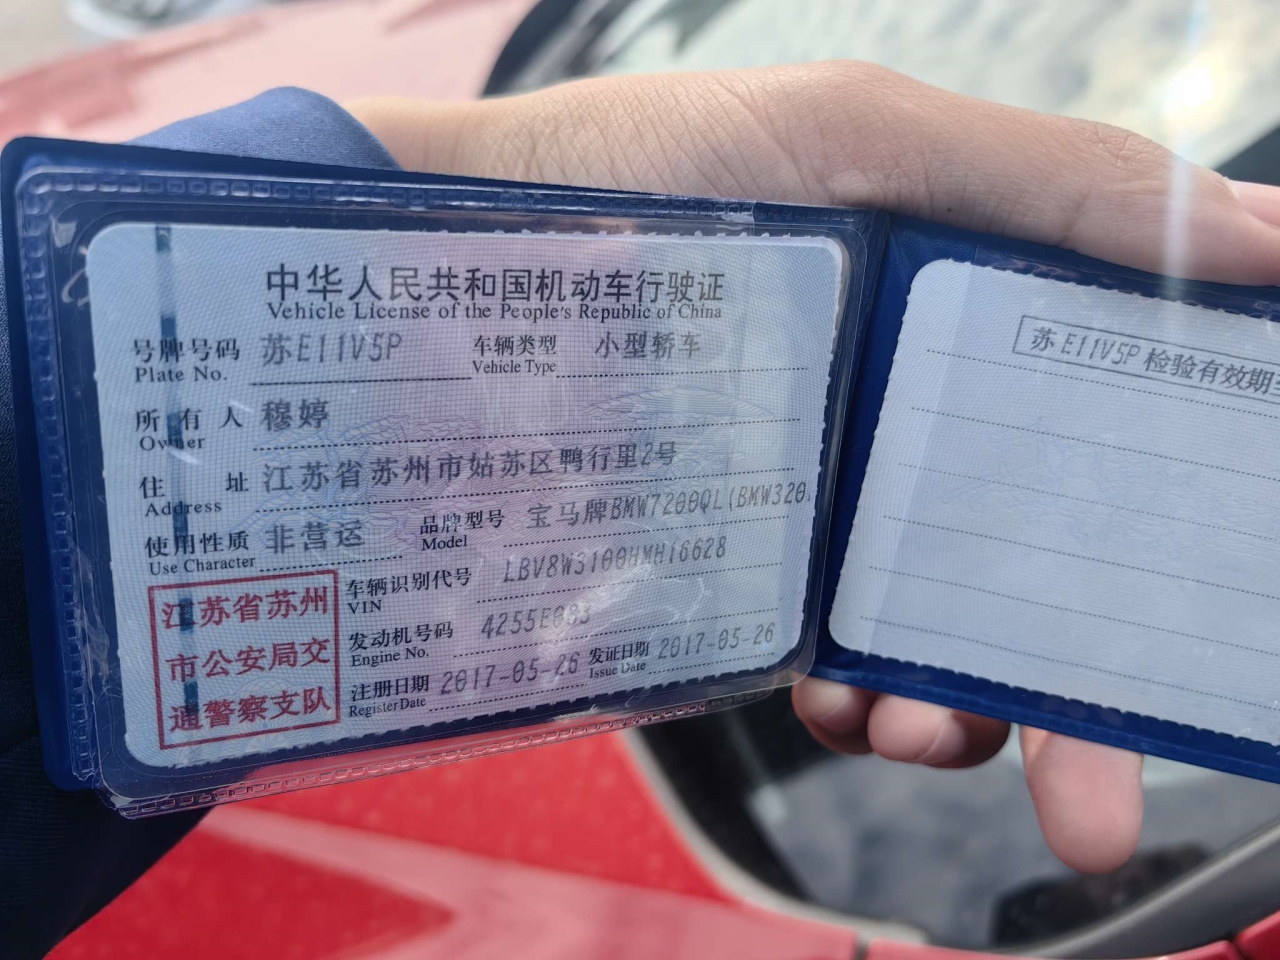 中华人民共和国机动车行驶证
Vehicle License of the People's Republic of China
号牌号码 苏E11V5P 车辆类型 小型轿车
Plate No. Vehicle Type
所有人 穆婷
Owner
住址 江苏省苏州市姑苏区鸭行里2号
Address
使用性质 非营运 品牌型号 宝马牌BMW7200QL(BMW320
Use Character Model
车辆识别代号 LBV8W3100HMH16628
VIN
发动机号码 4255E083
Engine No.
注册日期 2017-05-26 发证日期 2017-05-26
Register Date Issue Date
江苏省苏州
市公安局交
通警察支队
苏E11V5P 检验有效期至